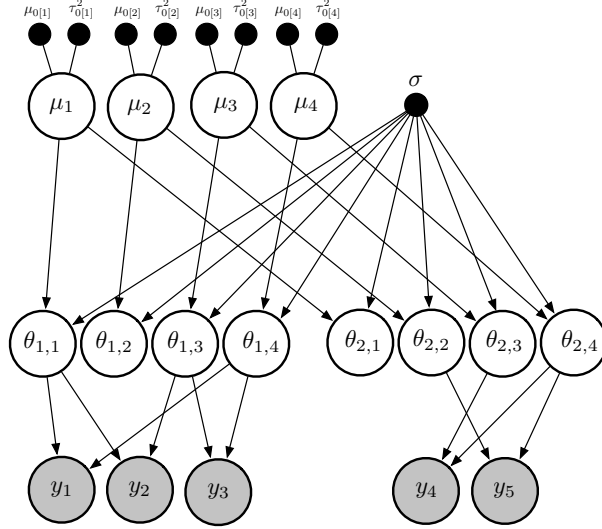 μ₀[1] τ²₀[1] μ₀[2] τ²₀[2] μ₀[3] τ²₀[3] μ₀[4] τ²₀[4]
σ
μ₁ μ₂ μ₃ μ₄
θ₁,₁ θ₁,₂ θ₁,₃ θ₁,₄ θ₂,₁ θ₂,₂ θ₂,₃ θ₂,₄
y₁ y₂ y₃ y₄ y₅